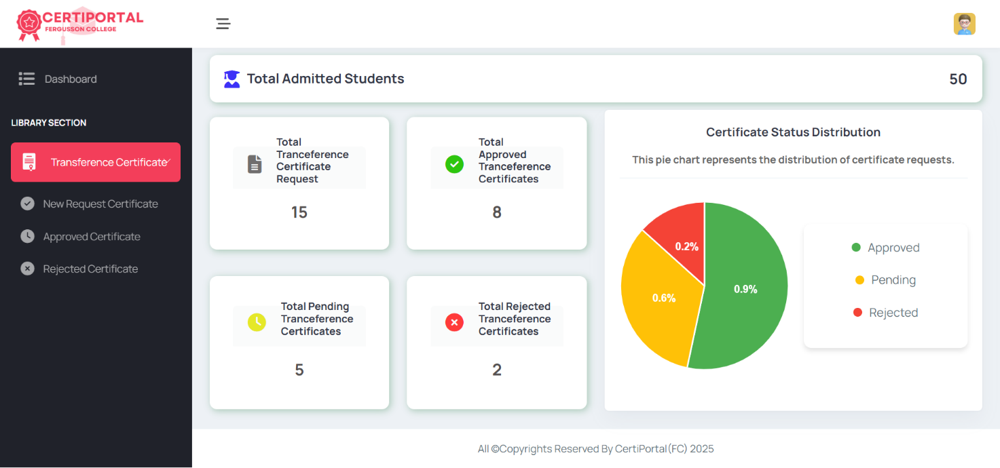 CERTIPORTAL
FERGUSSON COLLEGE
Dashboard
LIBRARY SECTION
Transference Certificate
New Request Certificate
Approved Certificate
Rejected Certificate
Total Admitted Students
50
Total
Tranceference
Certificate
Request
15
Total
Approved
Tranceference
Certificates
8
Total Pending
Tranceference
Certificates
5
Total Rejected
Tranceference
Certificates
2
Certificate Status Distribution
This pie chart represents the distribution of certificate requests.
0.2%
0.6%
0.9%
Approved
Pending
Rejected
All ©Copyrights Reserved By CertiPortal(FC) 2025